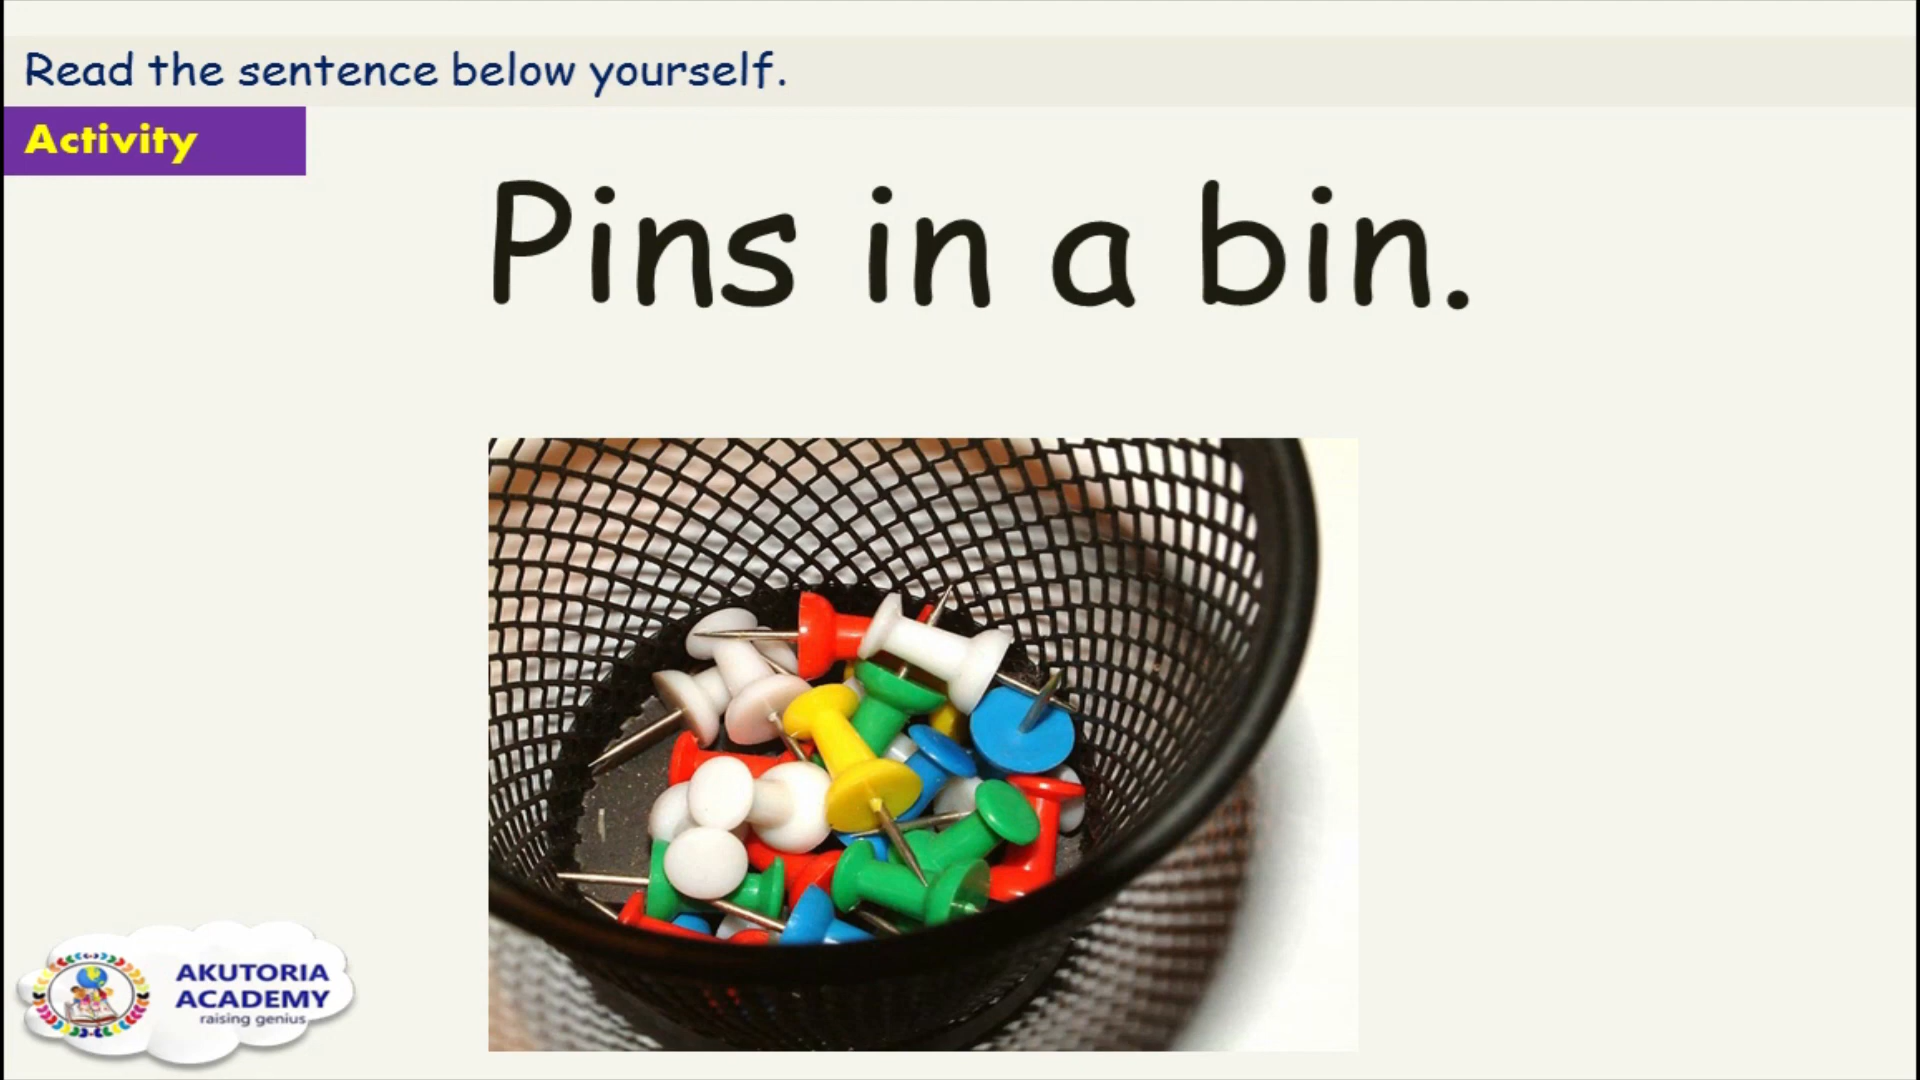 Read the sentence below yourself.
Activity
Pins in a bin.
AKUTORIA
ACADEMY
raising genius